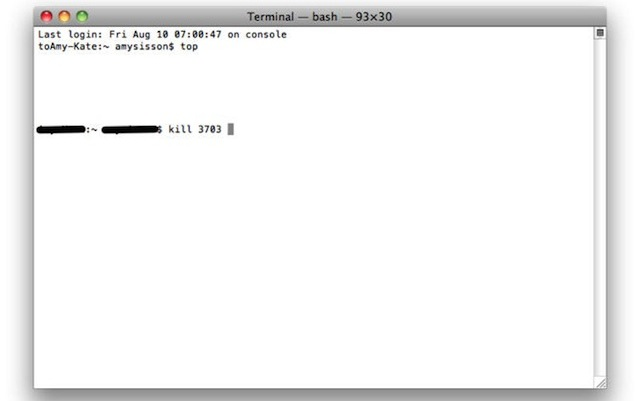 Terminal — bash — 93×30
Last login: Fri Aug 10 07:00:47 on console
toAmy-Kate:~ amysisson$ top
:~ $ kill 3703